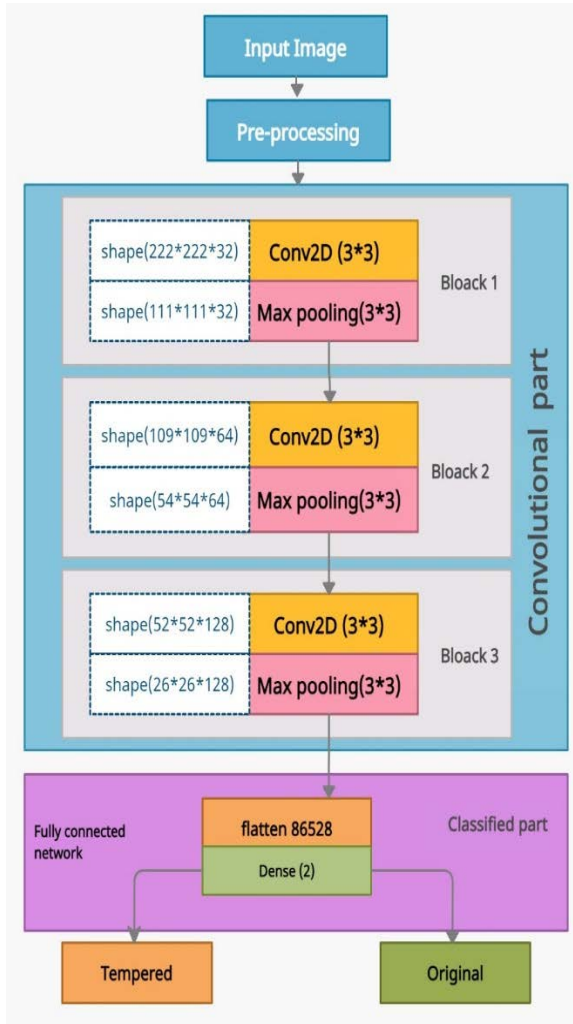 Input Image
Pre-processing
shape(222*222*32)
Conv2D (3*3)
shape(111*111*32)
Max pooling(3*3)
Bloack 1
shape(109*109*64)
Conv2D (3*3)
shape(54*54*64)
Max pooling(3*3)
Bloack 2
shape(52*52*128)
Conv2D (3*3)
shape(26*26*128)
Max pooling(3*3)
Bloack 3
Convolutional part
Fully connected
network
flatten 86528
Dense (2)
Classified part
Tempered
Original